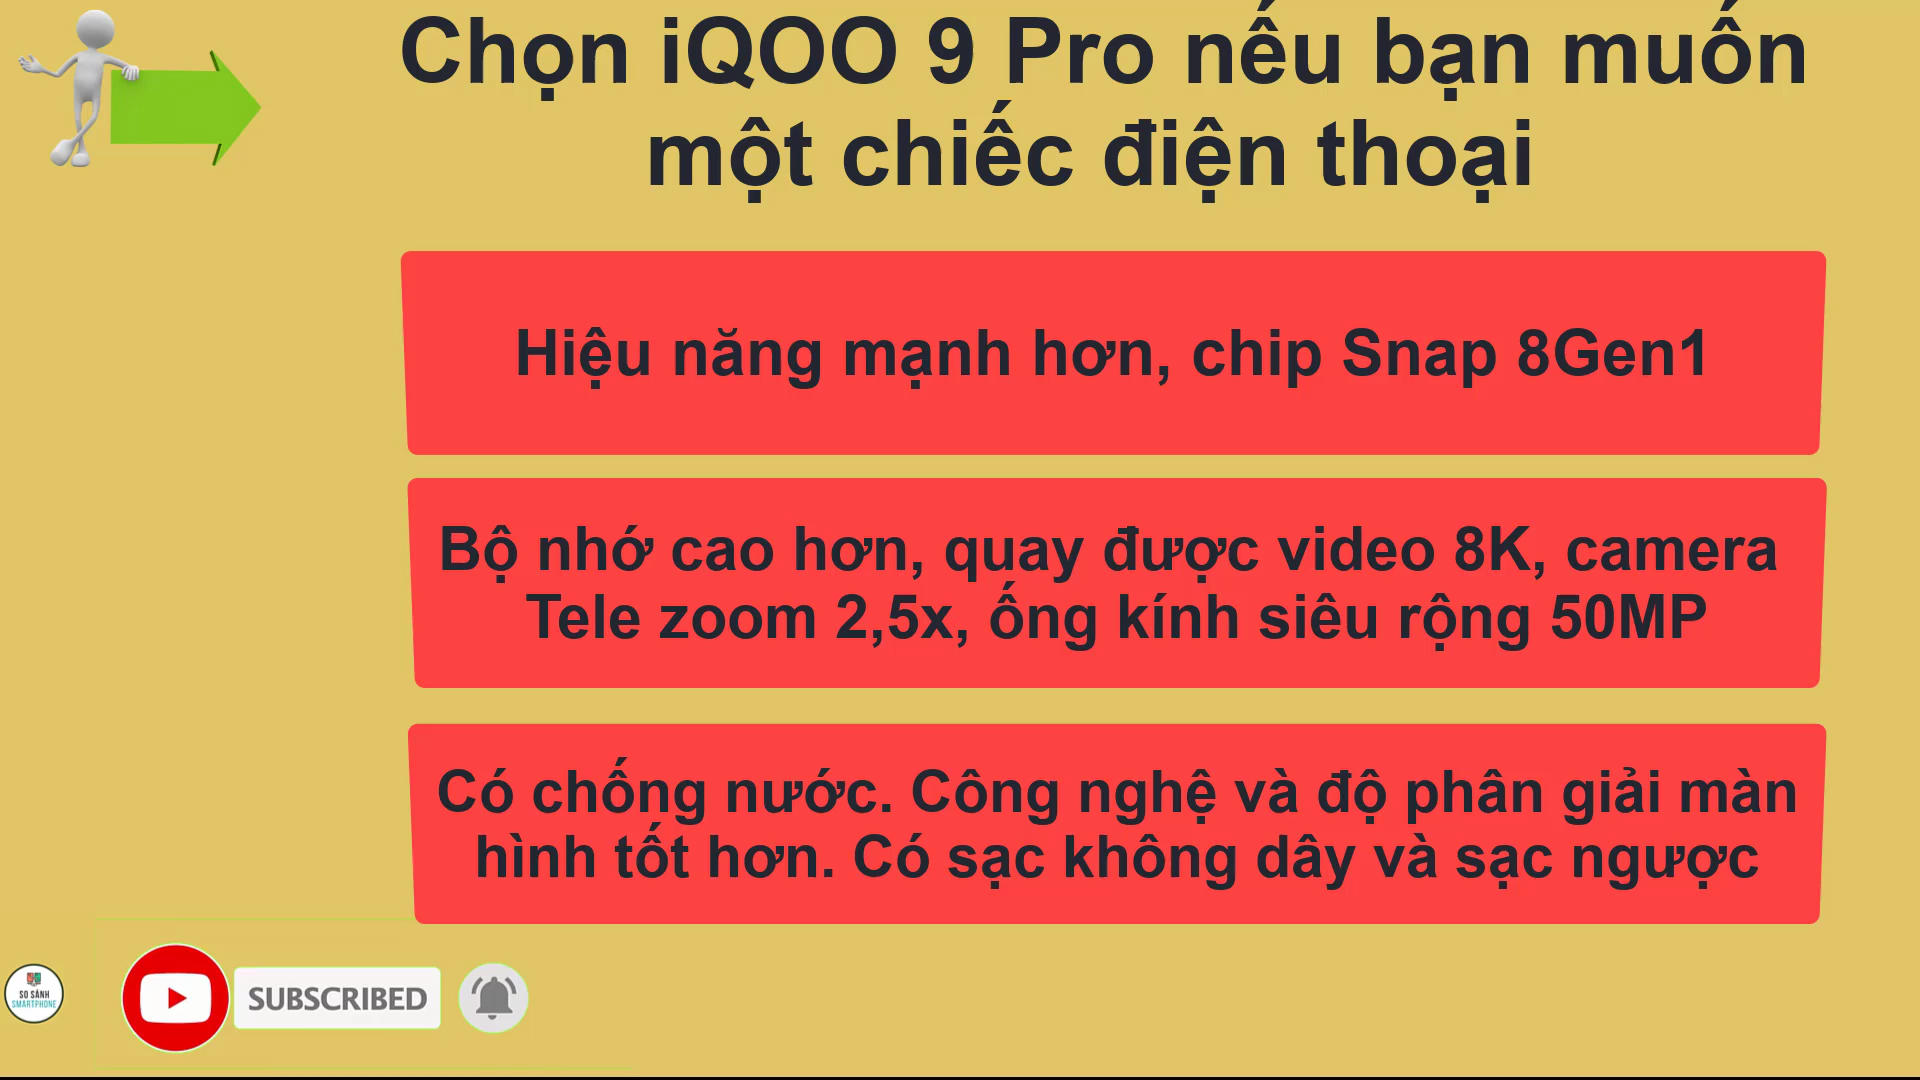 Chọn iQOO 9 Pro nếu bạn muốn
một chiếc điện thoại
Hiệu năng mạnh hơn, chip Snap 8Gen1
Bộ nhớ cao hơn, quay được video 8K, camera
Tele zoom 2,5x, ống kính siêu rộng 50MP
Có chống nước. Công nghệ và độ phân giải màn
hình tốt hơn. Có sạc không dây và sạc ngược
SO SÁNH
SMARTPHONE
SUBSCRIBED